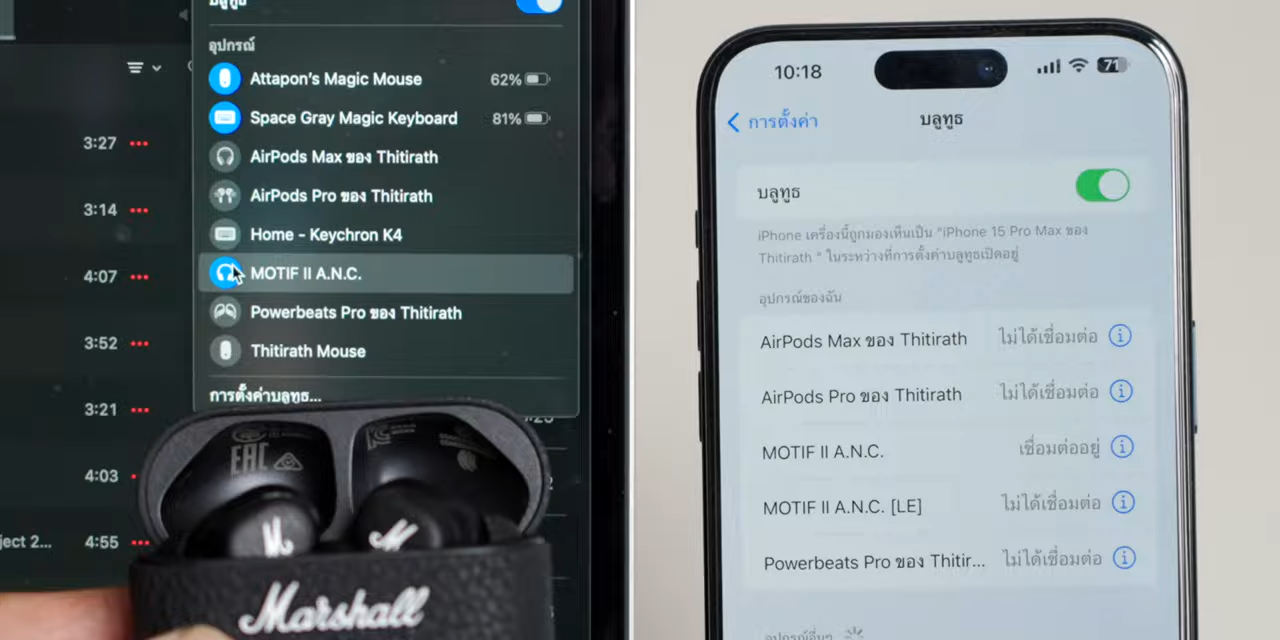 บลูทูธ
อุปกรณ์
Attapon's Magic Mouse 62%
Space Gray Magic Keyboard 81%
AirPods Max ของ Thitirath
AirPods Pro ของ Thitirath
Home - Keychron K4
MOTIF II A.N.C.
Powerbeats Pro ของ Thitirath
Thitirath Mouse
การตั้งค่าบลูทูธ...
3:27
3:14
4:07
3:52
3:21
4:03
ject 2... 4:55
EAC
Marshall
10:18 71
การตั้งค่า บลูทูธ
บลูทูธ
iPhone เครื่องนี้ถูกมองเห็นเป็น "iPhone 15 Pro Max ของ
Thitirath " ในระหว่างที่การตั้งค่าบลูทูธเปิดอยู่
อุปกรณ์ของฉัน
AirPods Max ของ Thitirath ไม่ได้เชื่อมต่อ
AirPods Pro ของ Thitirath ไม่ได้เชื่อมต่อ
MOTIF II A.N.C. เชื่อมต่ออยู่
MOTIF II A.N.C. [LE] ไม่ได้เชื่อมต่อ
Powerbeats Pro ของ Thitir... ไม่ได้เชื่อมต่อ
อุปกรณ์อื่นๆ